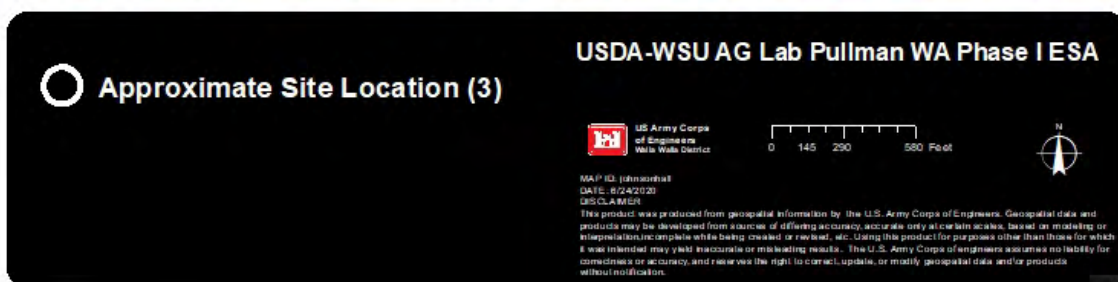 USDA-WSU AG Lab Pullman WA Phase I ESA
Approximate Site Location (3)
US Army Corps
of Engineers
Walla Walla District
0 145 290 580 Feet
N
MAP ID: johnsonhall
DATE: 6/24/2020
DISCLAIMER
This product was produced from geospatial information by the U.S. Army Corps of Engineers. Geospatial data and
products may be developed from sources of differing accuracy, accurate only at certain scales, based on modeling or
interpretation, incomplete while being created or revised, etc. Using this product for purposes other than those for which
it was intended may yield inaccurate or misleading results. The U.S. Army Corps of engineers assumes no liability for
correctness or accuracy, and reserves the right to correct, update, or modify geospatial data and/or products
without notification.